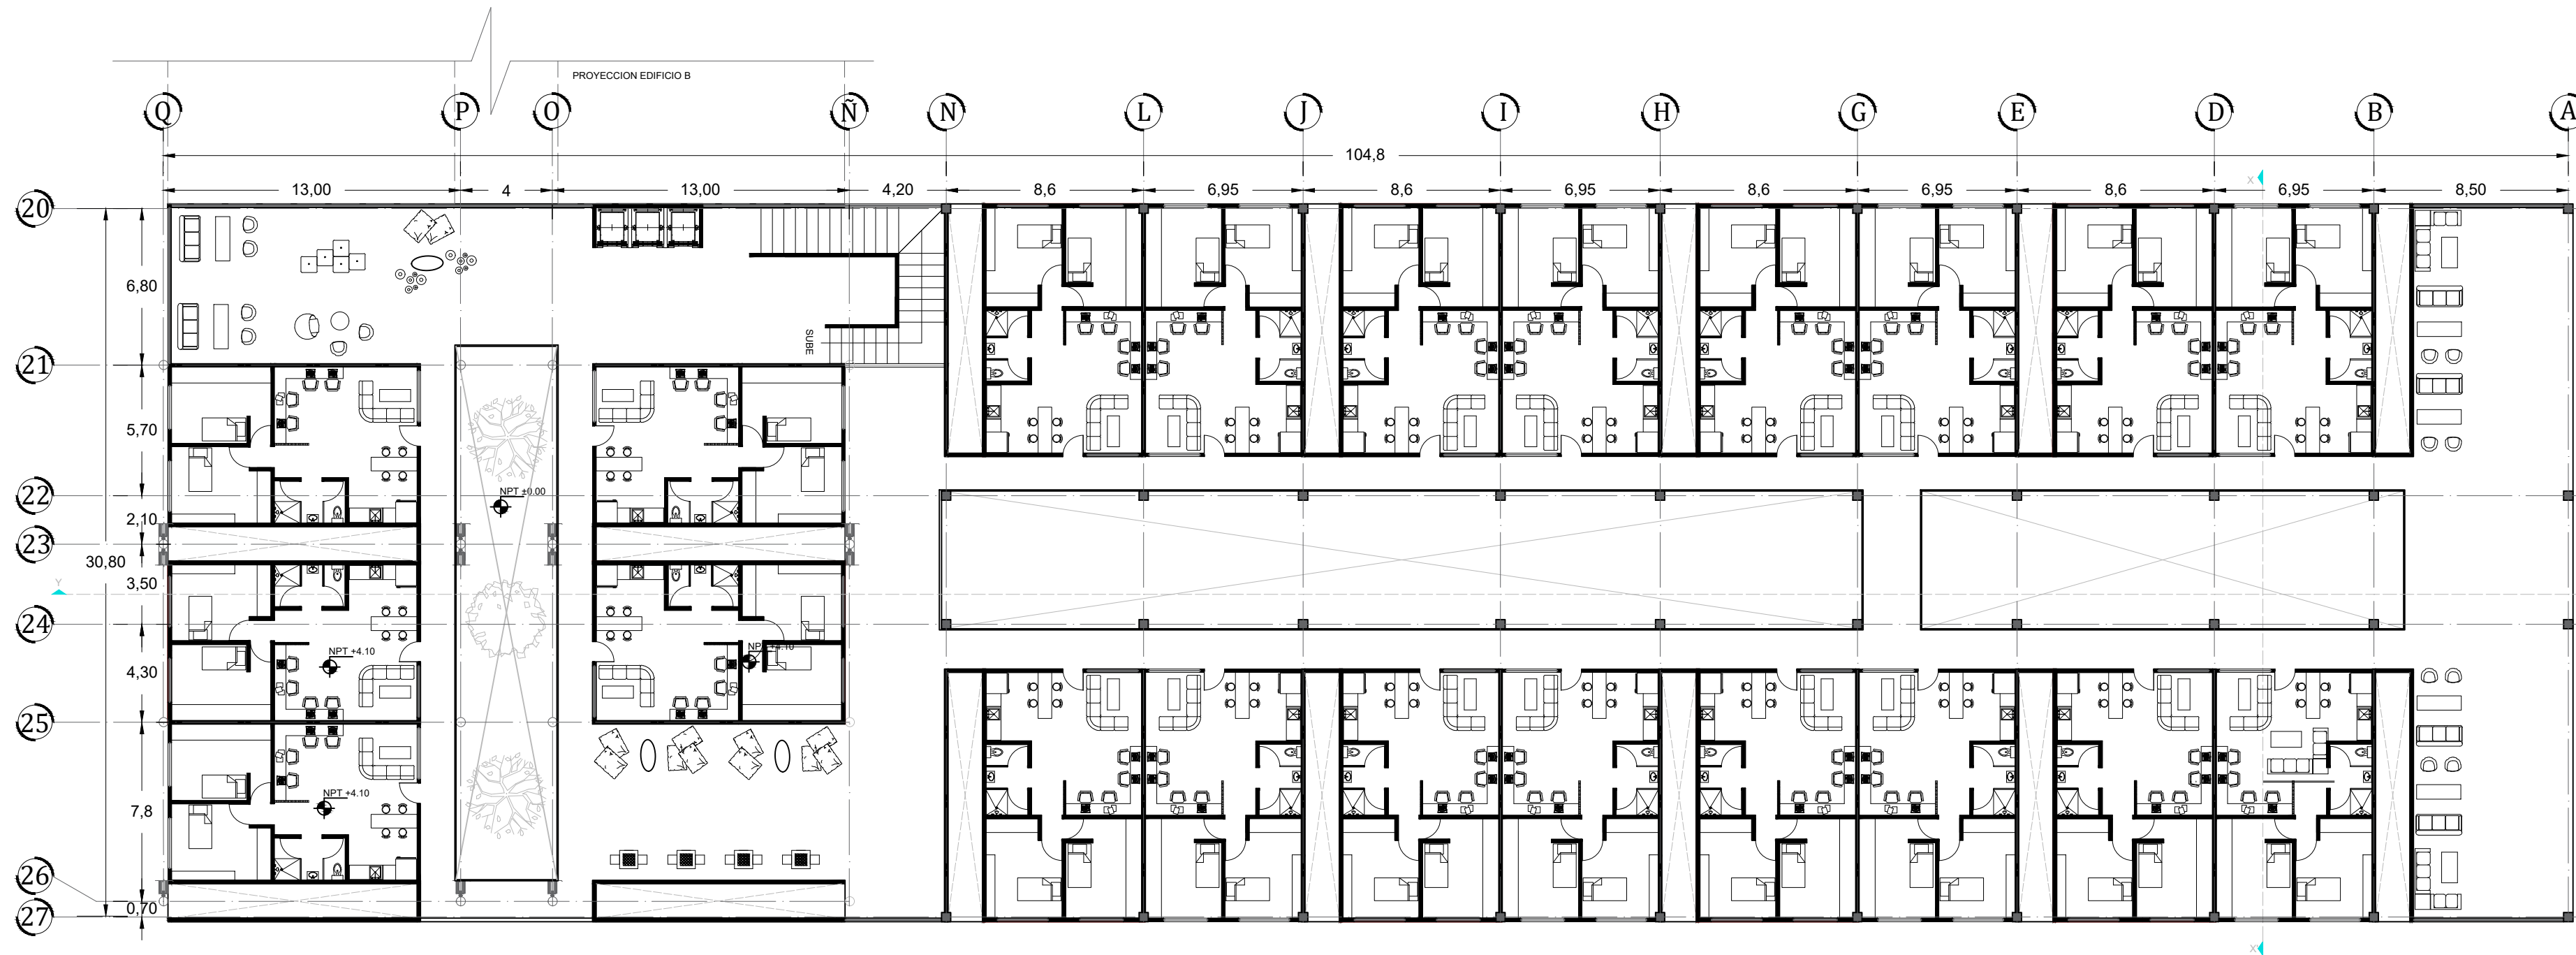 PROYECCION EDIFICIO B
Q P O Ñ N L J I H G E D B A
104,8
13,00 4 13,00 4,20 8,6 6,95 8,6 6,95 8,6 6,95 8,6 6,95 8,50
X
20
6,80
SUBE
21
5,70
22
NPT ±0.00
2,10
23
30,80
3,50
Y
24
NPT +4.10
NPT +4.10
4,30
25
NPT +4.10
7,8
26
0,70
27
X